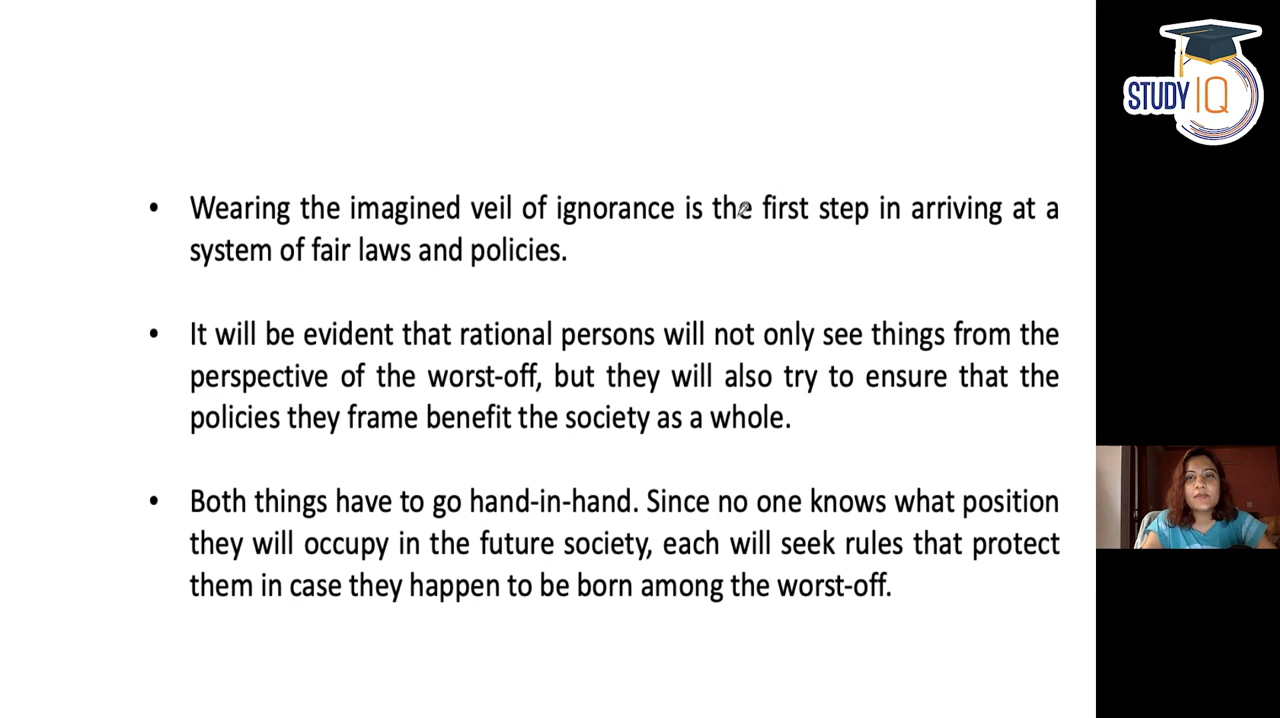 STUDY IQ
• Wearing the imagined veil of ignorance is the first step in arriving at a
system of fair laws and policies.
• It will be evident that rational persons will not only see things from the
perspective of the worst-off, but they will also try to ensure that the
policies they frame benefit the society as a whole.
• Both things have to go hand-in-hand. Since no one knows what position
they will occupy in the future society, each will seek rules that protect
them in case they happen to be born among the worst-off.